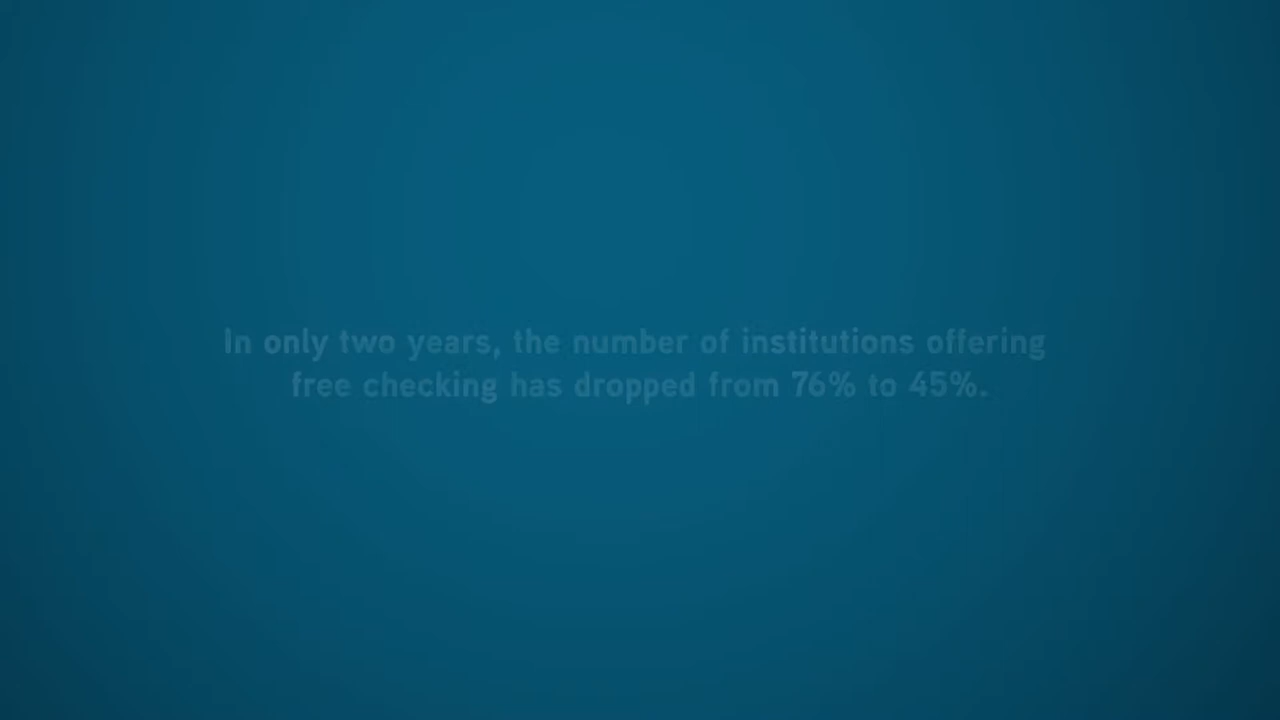 In only two years, the number of institutions offering
free checking has dropped from 76% to 45%.